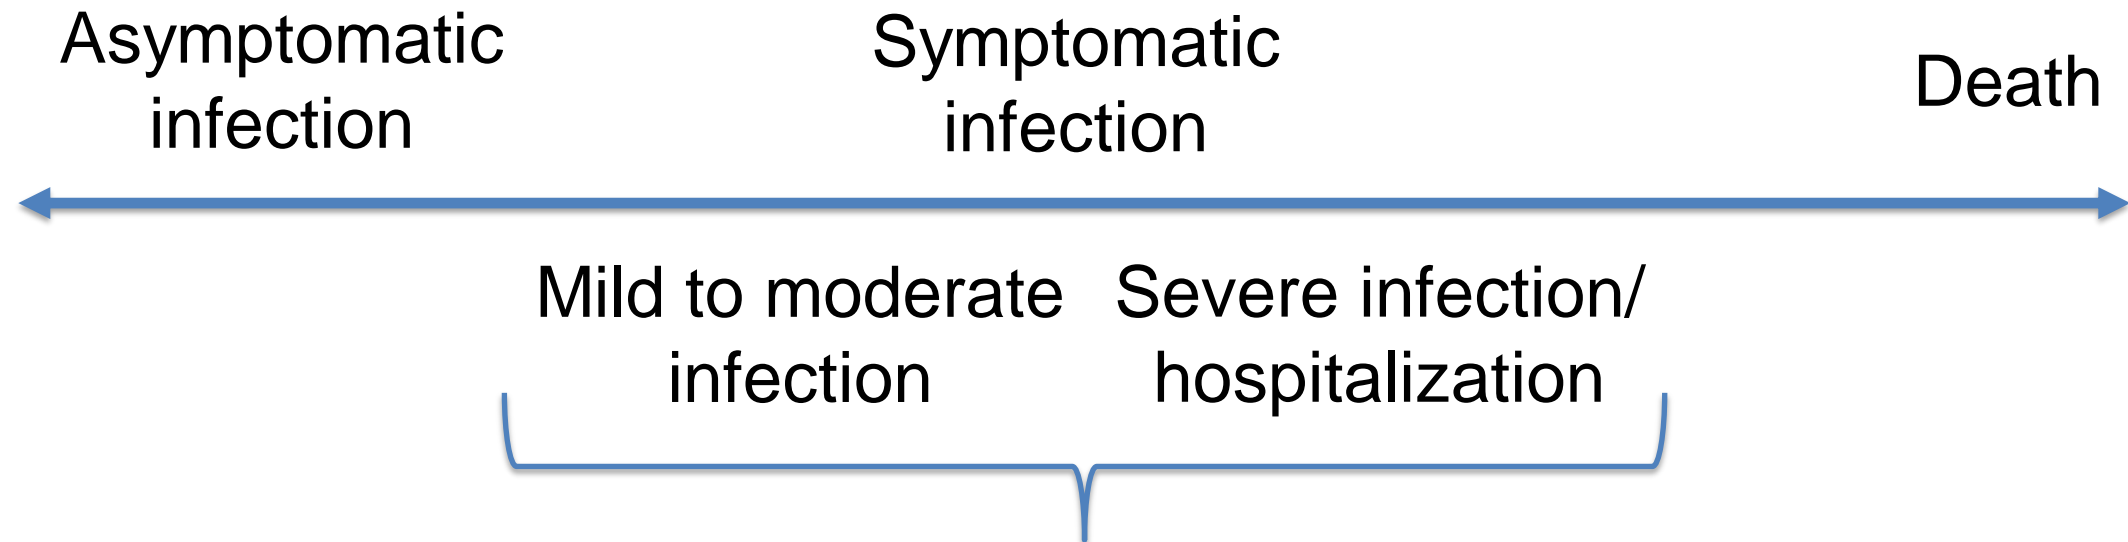 Asymptomatic
infection
Symptomatic
infection
Death
Mild to moderate
infection
Severe infection/
hospitalization